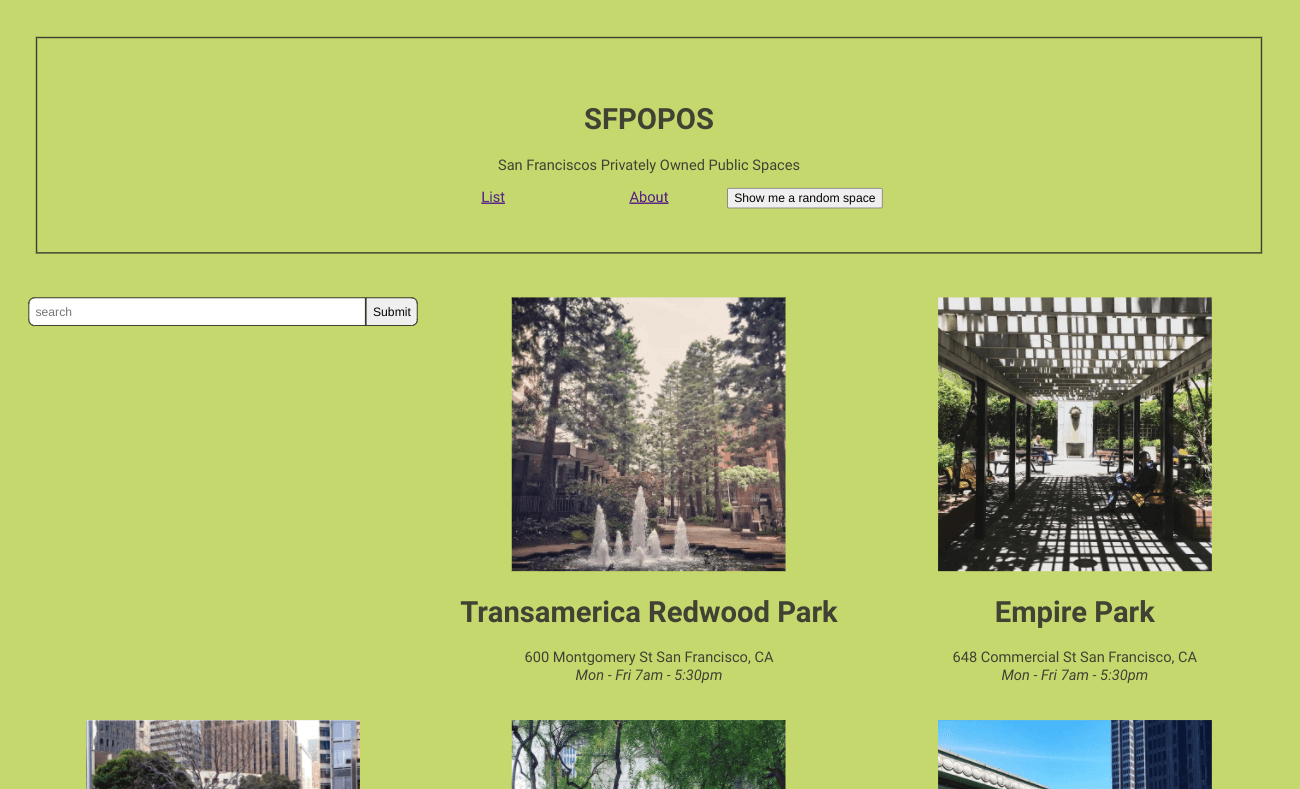 SFPOPOS
San Franciscos Privately Owned Public Spaces
List About Show me a random space
search Submit
Transamerica Redwood Park
600 Montgomery St San Francisco, CA
Mon - Fri 7am - 5:30pm
Empire Park
648 Commercial St San Francisco, CA
Mon - Fri 7am - 5:30pm